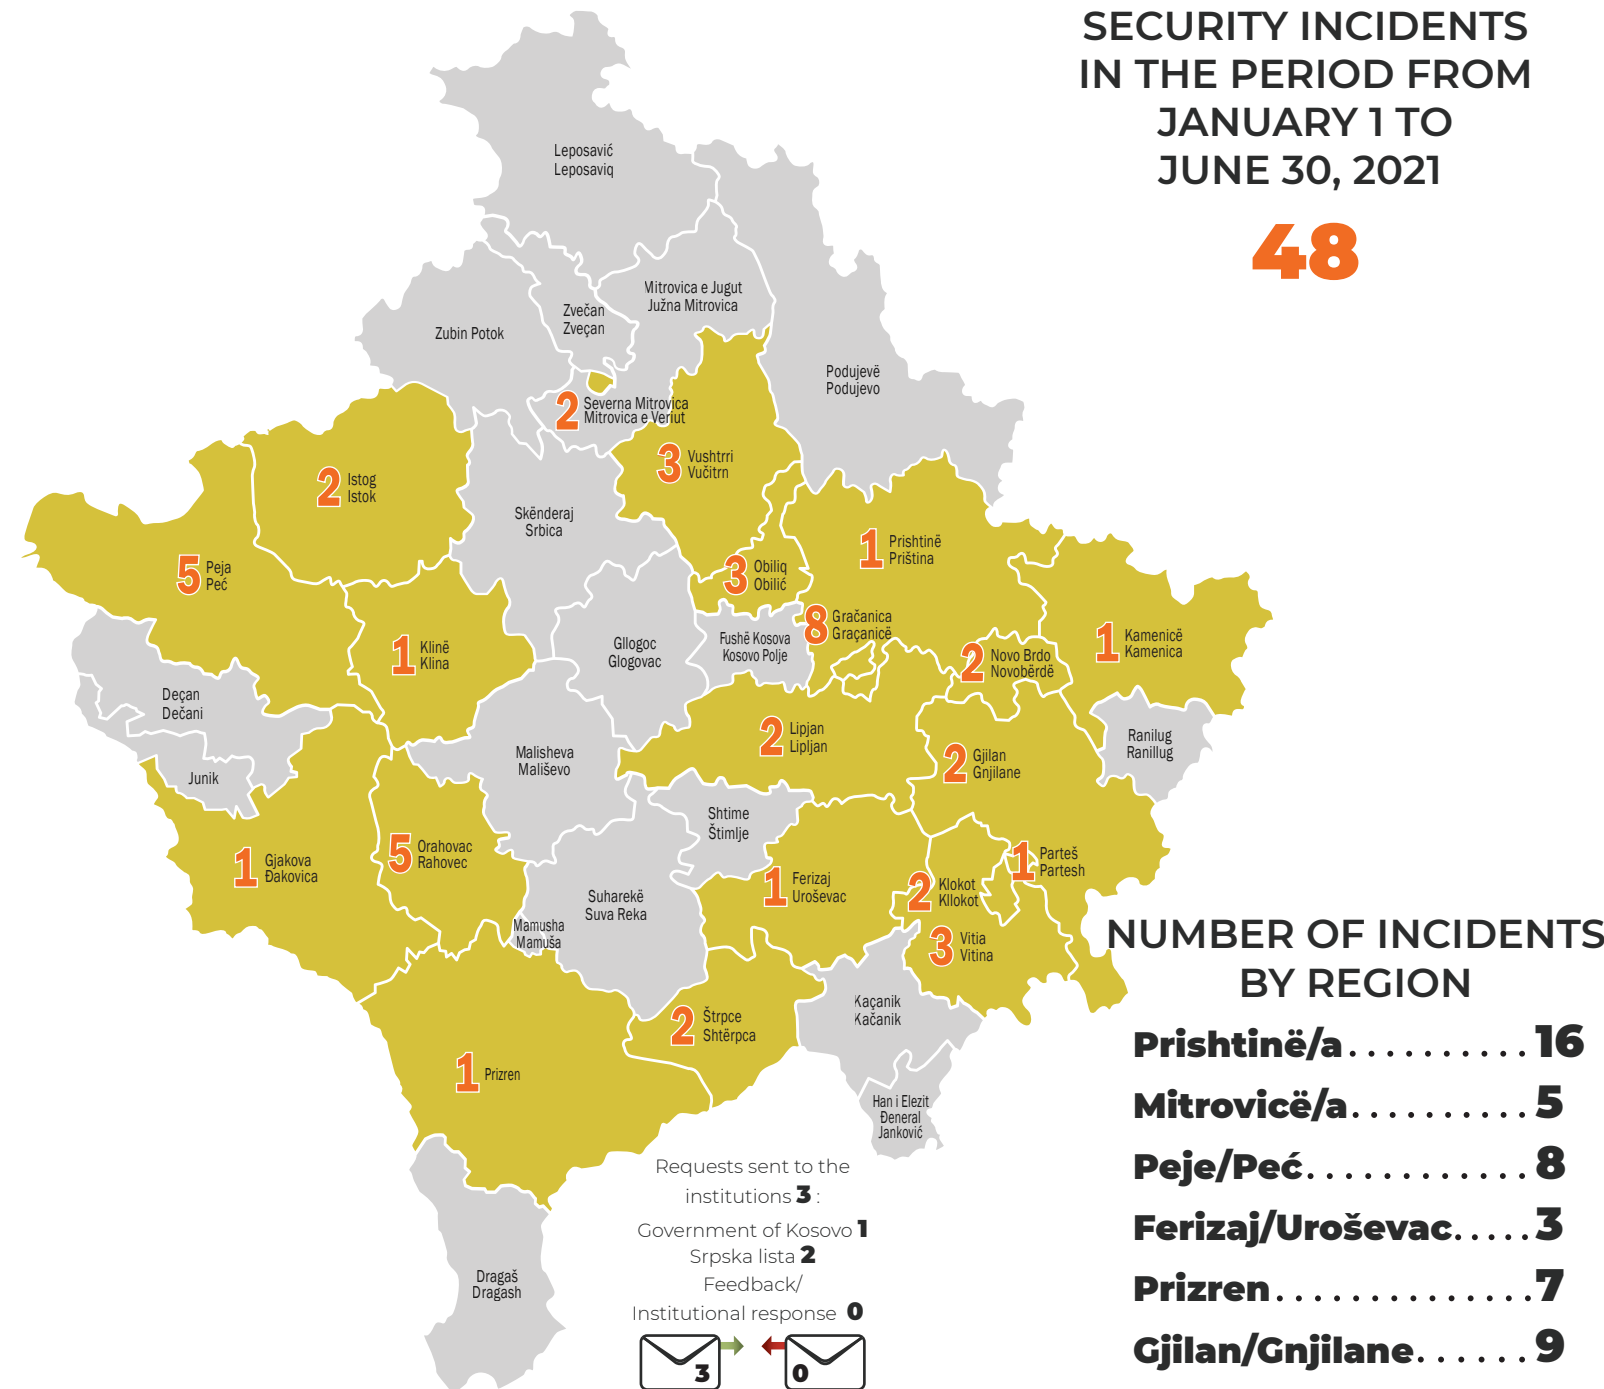 SECURITY INCIDENTS
IN THE PERIOD FROM
JANUARY 1 TO
JUNE 30, 2021
48
Leposavić
Leposaviq
Mitrovica e Jugut
Južna Mitrovica
Zvečan
Zveçan
Zubin Potok
Podujevë
Podujevo
2 Severna Mitrovica
Mitrovica e Veriut
3 Vushtrri
Vučitrn
2 Istog
Istok
Skënderaj
Srbica
1 Prishtinë
Priština
5 Peja
Peć
3 Obiliq
Obilić
8 Gračanica
Graçanicë
1 Kamenicë
Kamenica
Fushë Kosova
Kosovo Polje
Gllogoc
Glogovac
1 Klinë
Klina
2 Novo Brdo
Novobërdë
Deçan
Dečani
2 Lipjan
Lipljan
Ranilug
Ranillug
Malisheva
Mališevo
2 Gjilan
Gnjilane
Junik
Shtime
Štimlje
5 Orahovac
Rahovec
1 Gjakova
Đakovica
1 Parteš
Partesh
1 Ferizaj
Uroševac
2 Klokot
Kllokot
Suharekë
Suva Reka
Mamusha
Mamuša
3 Vitia
Vitina
Kaçanik
Kačanik
2 Štrpce
Shtërpca
1 Prizren
Han i Elezit
Đeneral
Janković
Dragaš
Dragash
Requests sent to the
institutions 3 :
Government of Kosovo 1
Srpska lista 2
Feedback/
Institutional response 0
3
0
NUMBER OF INCIDENTS
BY REGION
Prishtinë/a . . . . . . . . . . 16
Mitrovicë/a . . . . . . . . . . 5
Peje/Peć . . . . . . . . . . . . 8
Ferizaj/Uroševac . . . . . 3
Prizren . . . . . . . . . . . . . . 7
Gjilan/Gnjilane . . . . . . 9